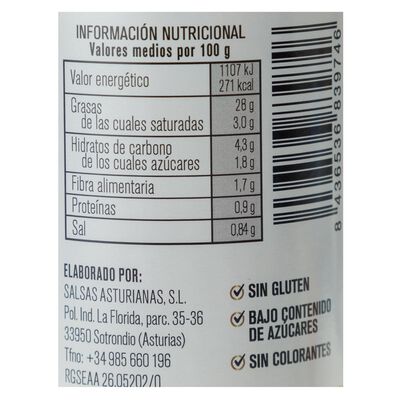 INFORMACIÓN NUTRICIONAL
Valores medios por 100 g
Valor energético 1107 kJ
271 kcal
Grasas 28 g
de las cuales saturadas 3,0 g
Hidratos de carbono 4,3 g
de los cuales azúcares 1,8 g
Fibra alimentaria 1,7 g
Proteínas 0,9 g
Sal 0,84 g
8 436536 839746
ELABORADO POR:
SALSAS ASTURIANAS, S.L.
Pol. Ind. La Florida, parc. 35-36
33950 Sotrondio (Asturias)
Tfno: +34 985 660 196
RGSEAA 26.05202/O
SIN GLUTEN
BAJO CONTENIDO
DE AZÚCARES
SIN COLORANTES